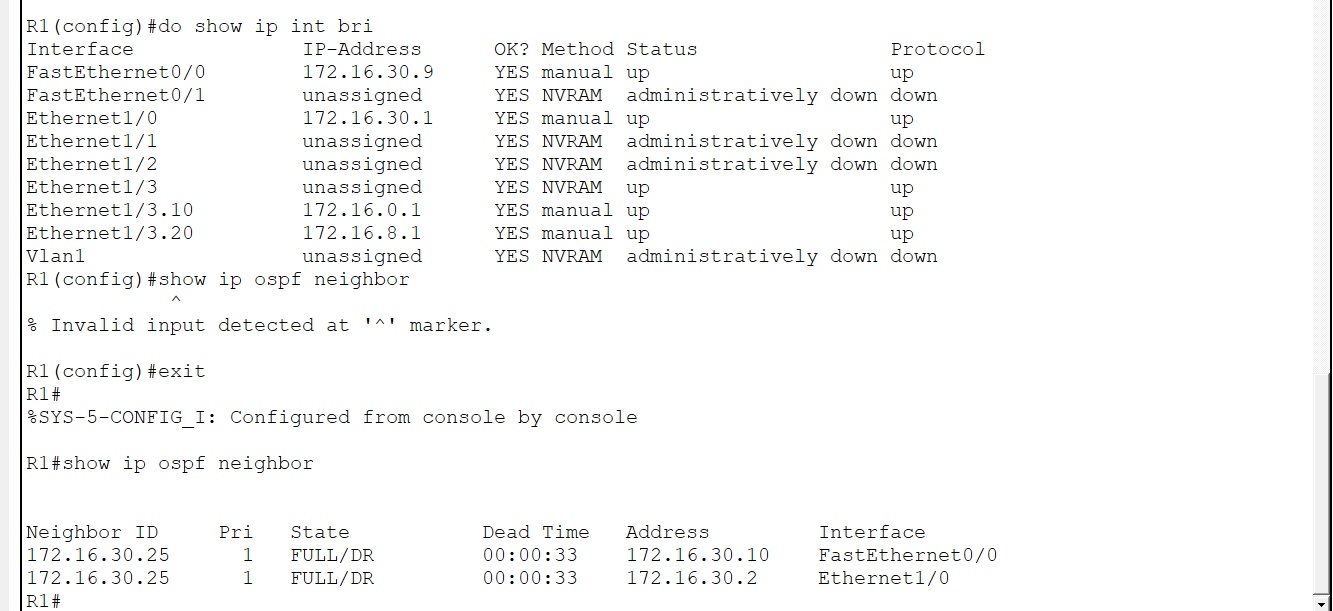 R1(config)#do show ip int bri
Interface              IP-Address      OK? Method Status                Protocol
FastEthernet0/0        172.16.30.9     YES manual up                    up
FastEthernet0/1        unassigned      YES NVRAM  administratively down down
Ethernet1/0            172.16.30.1     YES manual up                    up
Ethernet1/1            unassigned      YES NVRAM  administratively down down
Ethernet1/2            unassigned      YES NVRAM  administratively down down
Ethernet1/3            unassigned      YES NVRAM  up                    up
Ethernet1/3.10         172.16.0.1      YES manual up                    up
Ethernet1/3.20         172.16.8.1      YES manual up                    up
Vlan1                  unassigned      YES NVRAM  administratively down down
R1(config)#show ip ospf neighbor
            ^
% Invalid input detected at '^' marker.
R1(config)#exit
R1#
%SYS-5-CONFIG_I: Configured from console by console
R1#show ip ospf neighbor
Neighbor ID     Pri   State           Dead Time   Address         Interface
172.16.30.25      1   FULL/DR         00:00:33    172.16.30.10    FastEthernet0/0
172.16.30.25      1   FULL/DR         00:00:33    172.16.30.2     Ethernet1/0
R1#